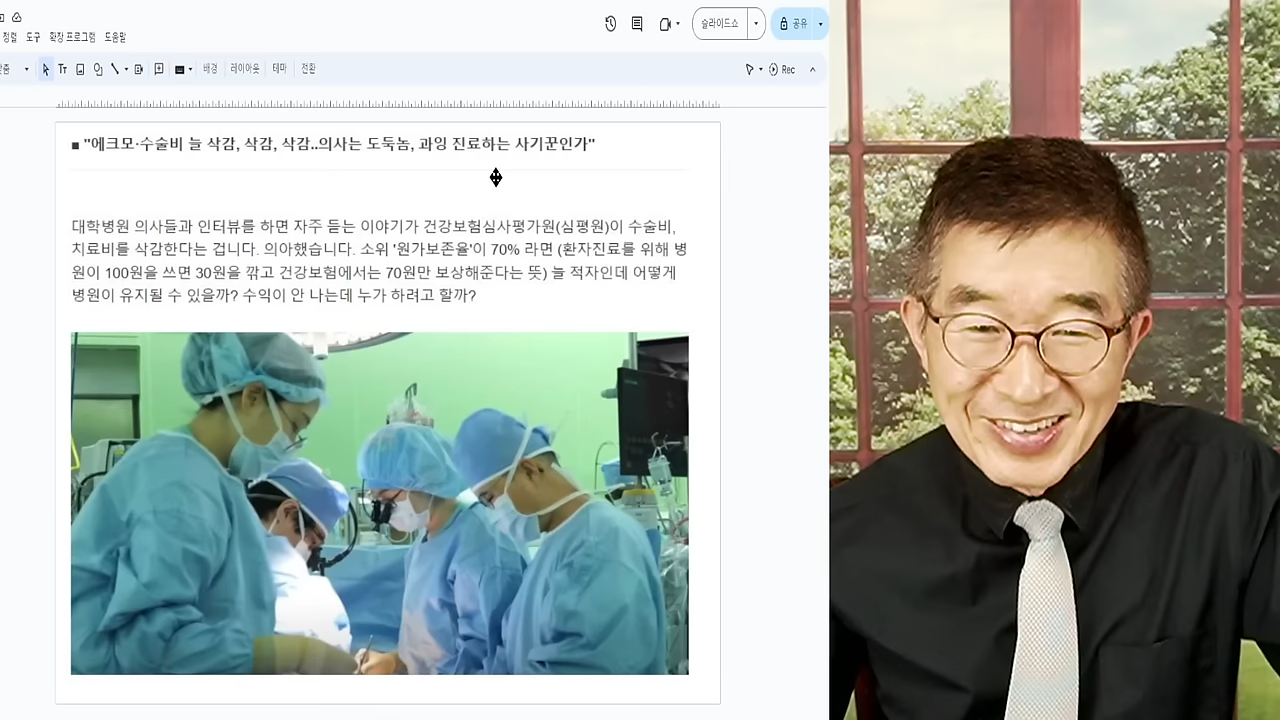 슬라이드쇼
공유
정렬 도구 확장 프로그램 도움말
배경 레이아웃 테마 전환
Rec
■ "에크모·수술비 늘 삭감, 삭감, 삭감..의사는 도둑놈, 과잉 진료하는 사기꾼인가"
대학병원 의사들과 인터뷰를 하면 자주 듣는 이야기가 건강보험심사평가원(심평원)이 수술비,
치료비를 삭감한다는 겁니다. 의아했습니다. 소위 '원가보존율'이 70% 라면 (환자진료를 위해 병
원이 100원을 쓰면 30원을 깎고 건강보험에서는 70원만 보상해준다는 뜻) 늘 적자인데 어떻게
병원이 유지될 수 있을까? 수익이 안 나는데 누가 하려고 할까?